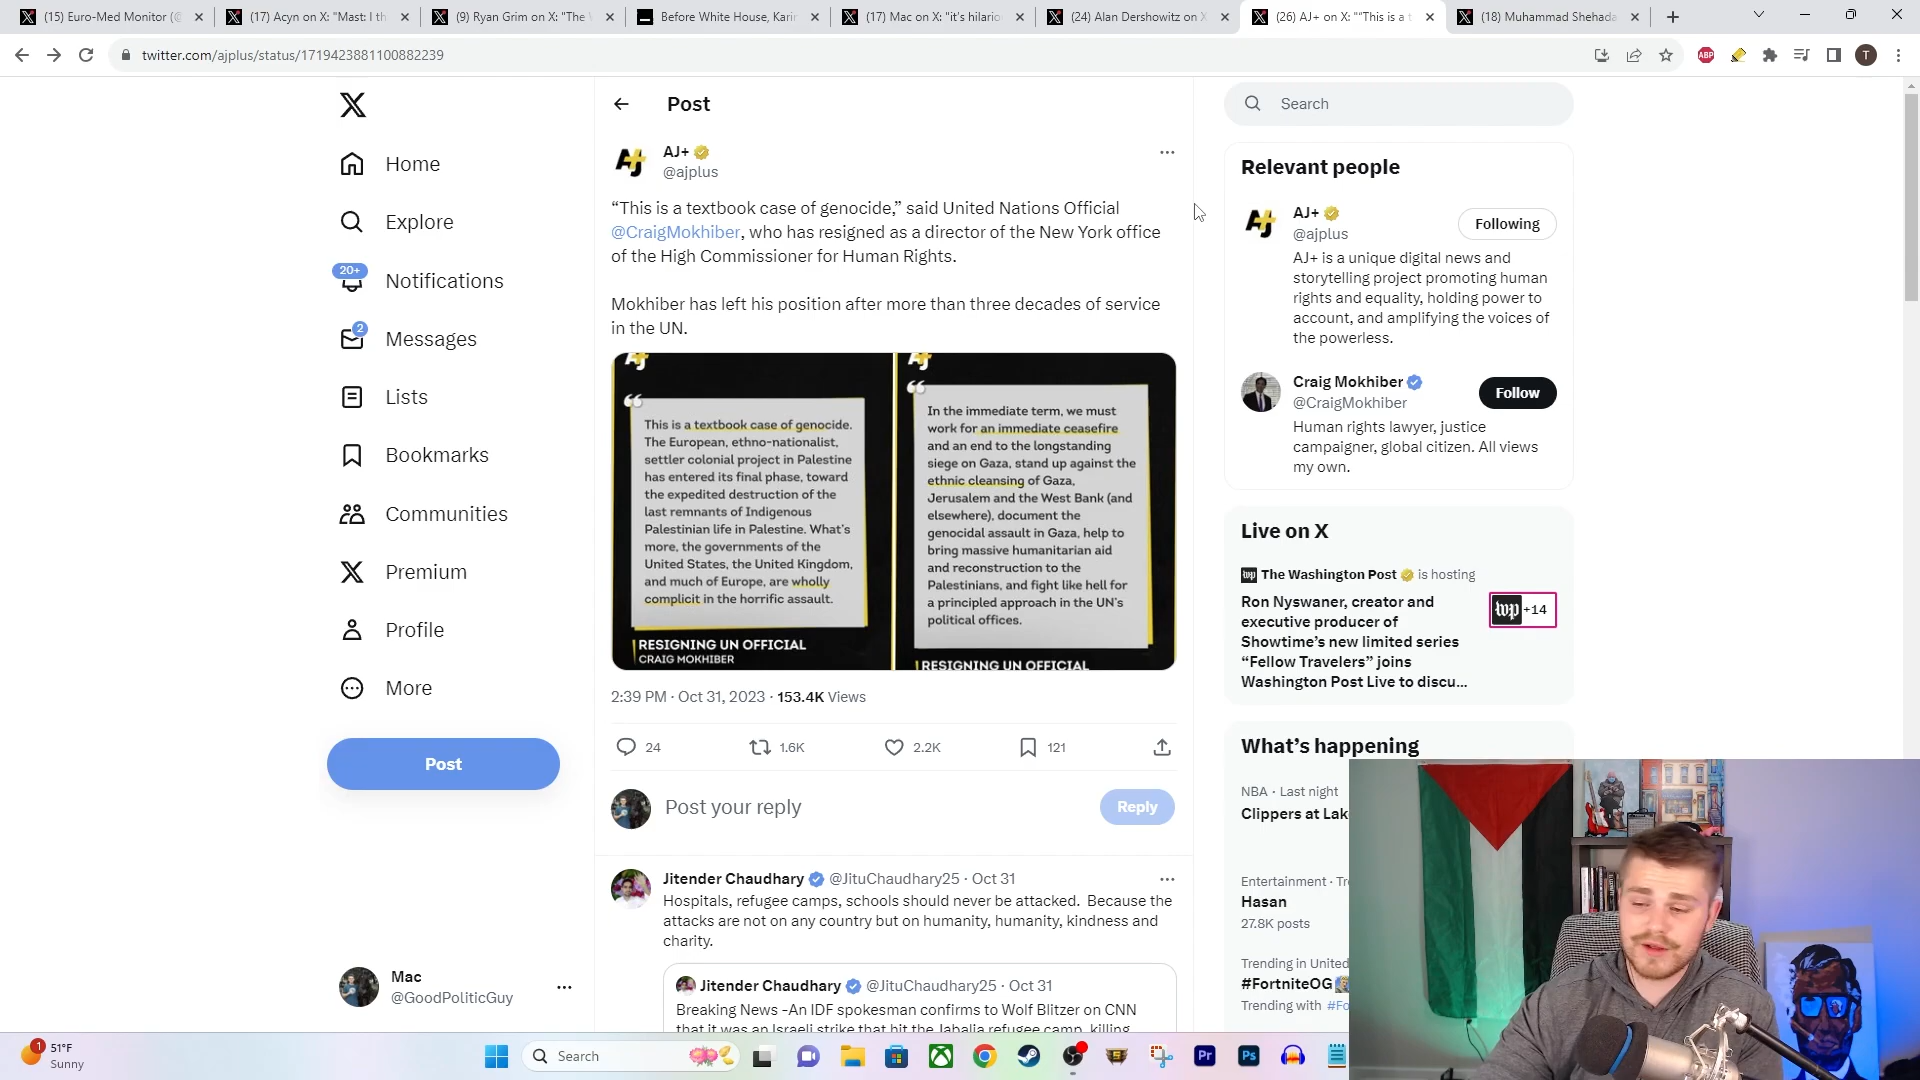 (15) Euro-Med Monitor (@
(17) Acyn on X: "Mast: I th
(9) Ryan Grim on X: "The
Before White House, Karin
(17) Mac on X: "it's hilario
(24) Alan Dershowitz on X
(26) AJ+ on X: ""This is a t
(18) Muhammad Shehada
twitter.com/ajplus/status/1719423881100882239
ABP
T
Post
Search
AJ+
@ajplus
“This is a textbook case of genocide,” said United Nations Official
@CraigMokhiber, who has resigned as a director of the New York office
of the High Commissioner for Human Rights.
Mokhiber has left his position after more than three decades of service
in the UN.
Home
Explore
20+
Notifications
2
Messages
Lists
Bookmarks
Communities
Premium
Profile
More
Post
Mac
@GoodPoliticGuy
This is a textbook case of genocide.
The European, ethno-nationalist,
settler colonial project in Palestine
has entered its final phase, toward
the expedited destruction of the
last remnants of Indigenous
Palestinian life in Palestine. What's
more, the governments of the
United States, the United Kingdom,
and much of Europe, are wholly
complicit in the horrific assault.
RESIGNING UN OFFICIAL
CRAIG MOKHIBER
In the immediate term, we must
work for an immediate ceasefire
and an end to the longstanding
siege on Gaza, stand up against the
ethnic cleansing of Gaza,
Jerusalem and the West Bank (and
elsewhere), document the
genocidal assault in Gaza, help to
bring massive humanitarian aid
and reconstruction to the
Palestinians, and fight like hell for
a principled approach in the UN's
political offices.
RESIGNING UN OFFICIAL
2:39 PM · Oct 31, 2023 · 153.4K Views
24
1.6K
2.2K
121
Post your reply
Reply
Jitender Chaudhary @JituChaudhary25 · Oct 31
Hospitals, refugee camps, schools should never be attacked. Because the
attacks are not on any country but on humanity, humanity, kindness and
charity.
Jitender Chaudhary @JituChaudhary25 · Oct 31
Breaking News -An IDF spokesman confirms to Wolf Blitzer on CNN
that it was an Israeli strike that hit the Jabalia refugee camp, killing
Relevant people
AJ+
@ajplus
Following
AJ+ is a unique digital news and
storytelling project promoting human
rights and equality, holding power to
account, and amplifying the voices of
the powerless.
Craig Mokhiber
@CraigMokhiber
Follow
Human rights lawyer, justice
campaigner, global citizen. All views
my own.
Live on X
wp The Washington Post is hosting
Ron Nyswaner, creator and
executive producer of
Showtime's new limited series
“Fellow Travelers” joins
Washington Post Live to discu...
wp +14
What's happening
NBA · Last night
Clippers at Lak
Entertainment · Tr
Hasan
27.8K posts
Trending in United
#FortniteOG
Trending with #Fo
1
51°F
Sunny
Search
Pr
Ps